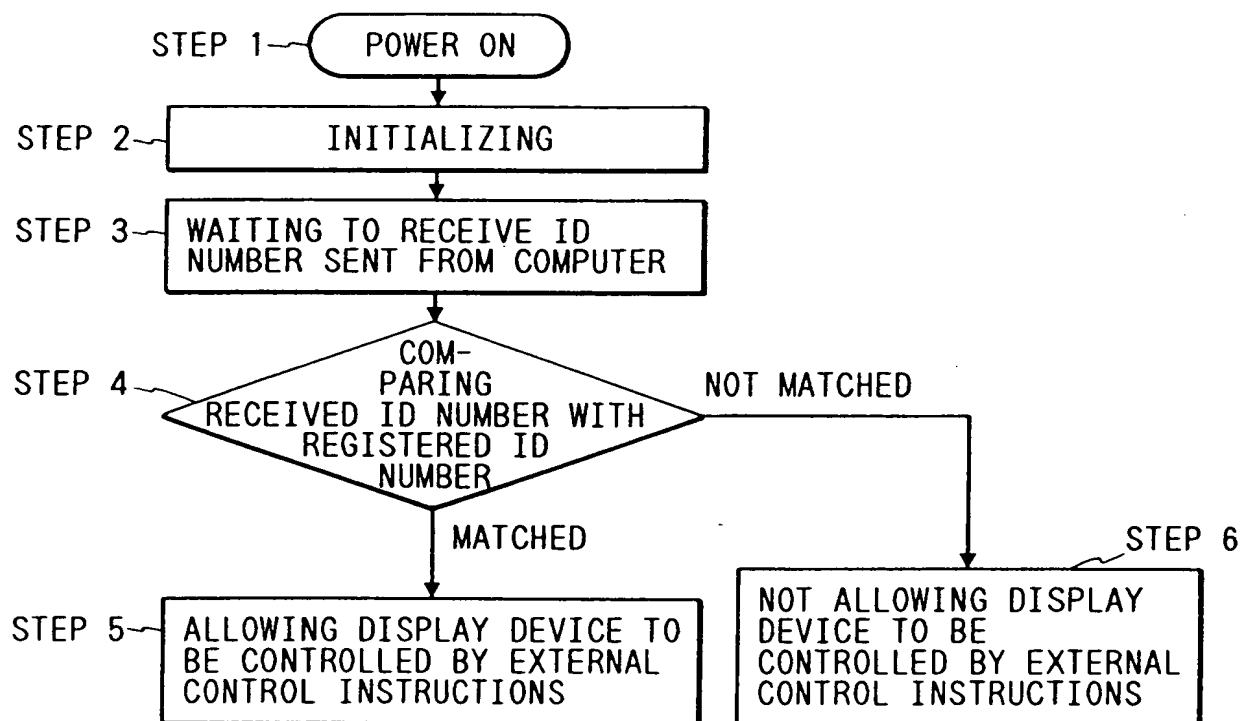 STEP 1
POWER ON
STEP 2
INITIALIZING
STEP 3
WAITING TO RECEIVE ID
NUMBER SENT FROM COMPUTER
STEP 4
COM-
PARING
RECEIVED ID NUMBER WITH
REGISTERED ID
NUMBER
NOT MATCHED
MATCHED
STEP 5
ALLOWING DISPLAY DEVICE TO
BE CONTROLLED BY EXTERNAL
CONTROL INSTRUCTIONS
STEP 6
NOT ALLOWING DISPLAY
DEVICE TO BE
CONTROLLED BY EXTERNAL
CONTROL INSTRUCTIONS